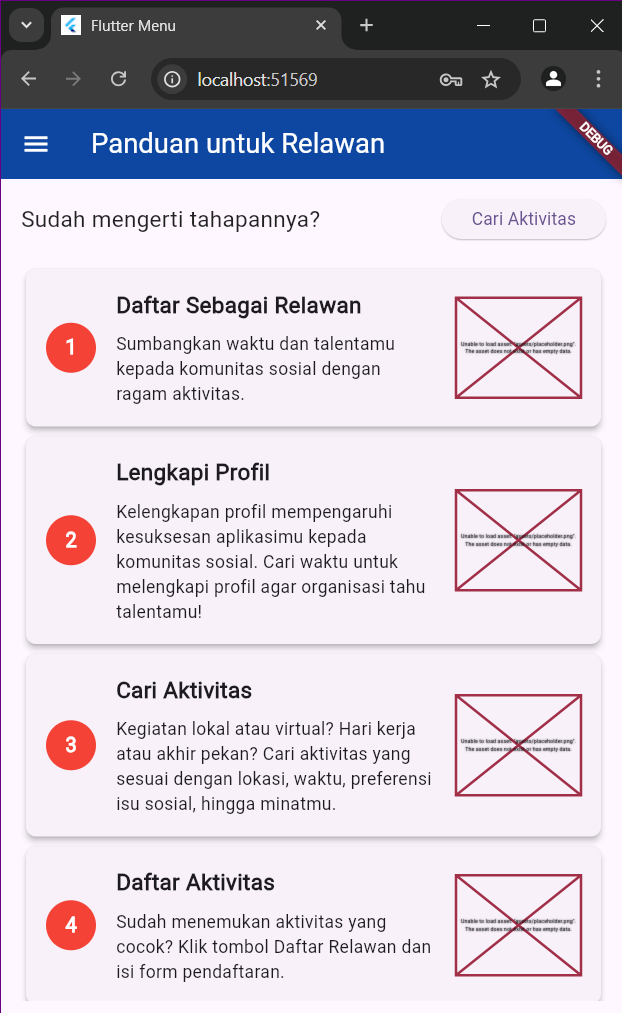 Flutter Menu
localhost:51569
Panduan untuk Relawan
DEBUG
Sudah mengerti tahapannya?
Cari Aktivitas
1
Daftar Sebagai Relawan
Sumbangkan waktu dan talentamu
kepada komunitas sosial dengan
ragam aktivitas.
Unable to load asset: "assets/placeholder.png".
The asset does not exist or has empty data.
2
Lengkapi Profil
Kelengkapan profil mempengaruhi
kesuksesan aplikasimu kepada
komunitas sosial. Cari waktu untuk
melengkapi profil agar organisasi tahu
talentamu!
Unable to load asset: "assets/placeholder.png".
The asset does not exist or has empty data.
3
Cari Aktivitas
Kegiatan lokal atau virtual? Hari kerja
atau akhir pekan? Cari aktivitas yang
sesuai dengan lokasi, waktu, preferensi
isu sosial, hingga minatmu.
Unable to load asset: "assets/placeholder.png".
The asset does not exist or has empty data.
4
Daftar Aktivitas
Sudah menemukan aktivitas yang
cocok? Klik tombol Daftar Relawan dan
isi form pendaftaran.
Unable to load asset: "assets/placeholder.png".
The asset does not exist or has empty data.